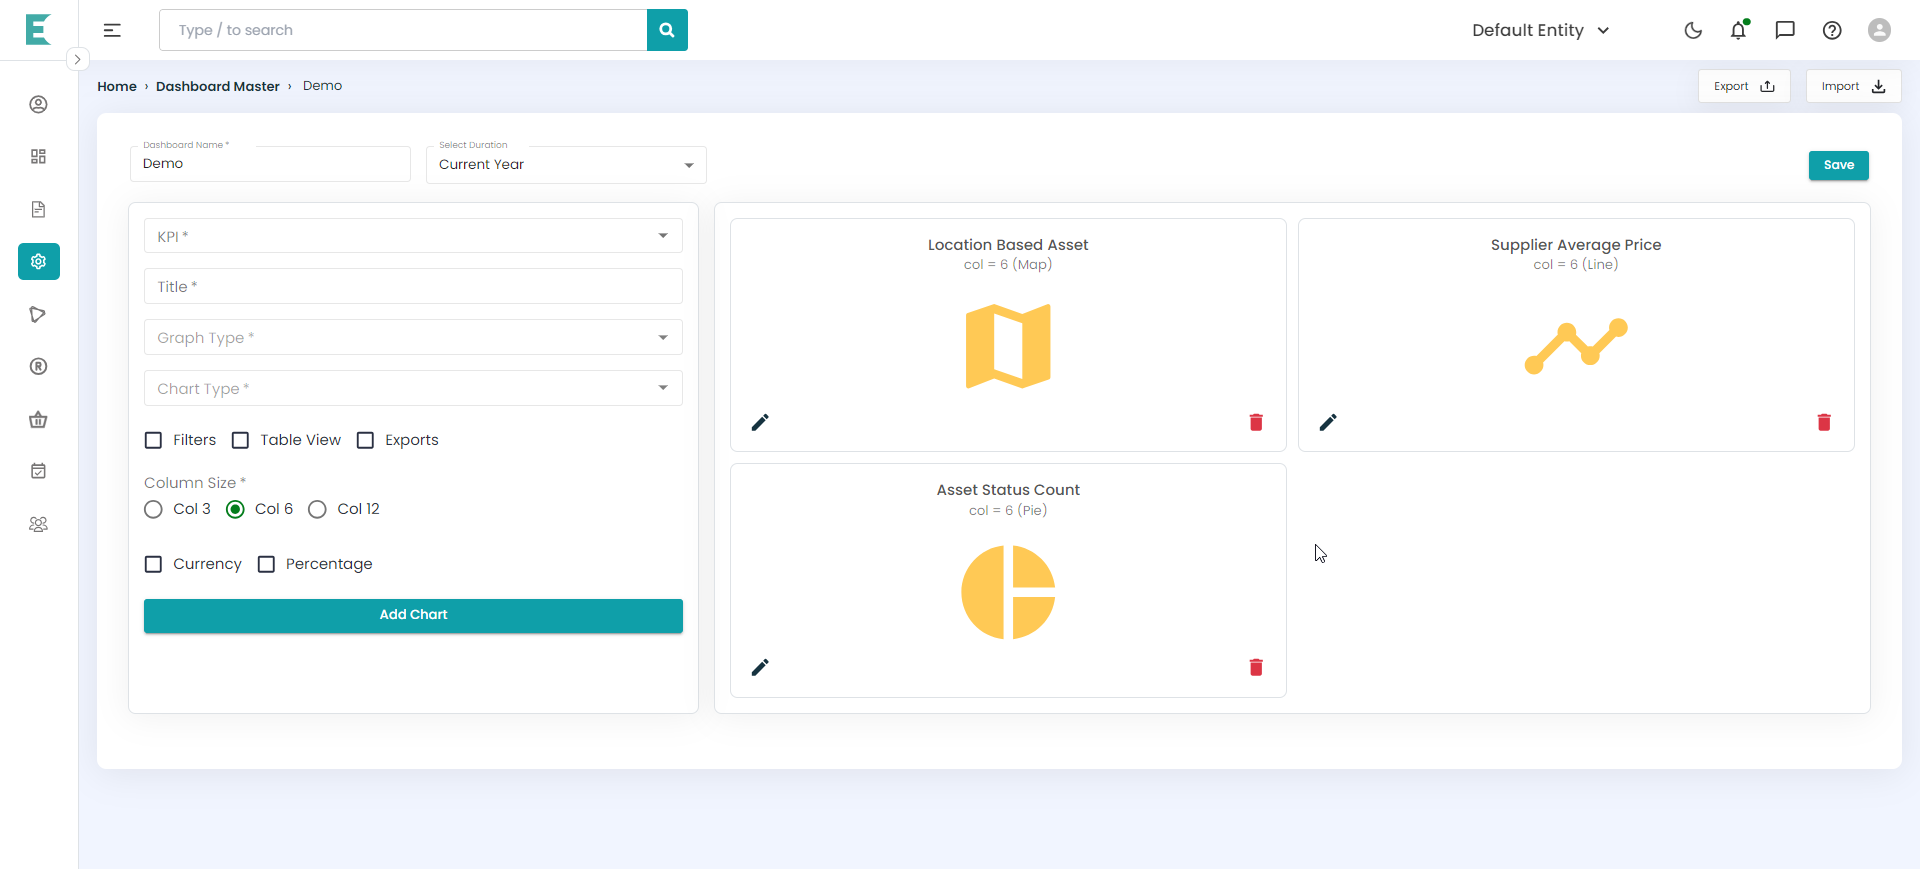 Type / to search
Default Entity
Home › Dashboard Master › Demo
Export
Import
Dashboard Name *
Demo
Select Duration
Current Year
Save
KPI *
Title *
Graph Type *
Chart Type *
Filters
Table View
Exports
Column Size *
Col 3
Col 6
Col 12
Currency
Percentage
Add Chart
Location Based Asset
col = 6 (Map)
Supplier Average Price
col = 6 (Line)
Asset Status Count
col = 6 (Pie)